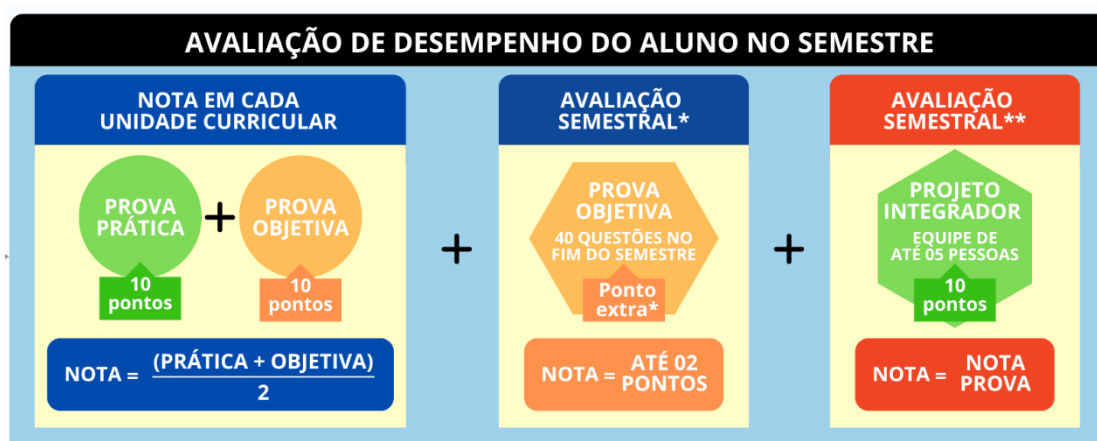 AVALIAÇÃO DE DESEMPENHO DO ALUNO NO SEMESTRE
NOTA EM CADA
UNIDADE CURRICULAR
PROVA
PRÁTICA
+
PROVA
OBJETIVA
10
pontos
10
pontos
NOTA = (PRÁTICA + OBJETIVA)
2
+
AVALIAÇÃO
SEMESTRAL*
PROVA
OBJETIVA
40 QUESTÕES NO
FIM DO SEMESTRE
Ponto
extra*
NOTA = ATÉ 02
PONTOS
+
AVALIAÇÃO
SEMESTRAL**
PROJETO
INTEGRADOR
EQUIPE DE
ATÉ 05 PESSOAS
10
pontos
NOTA = NOTA
PROVA